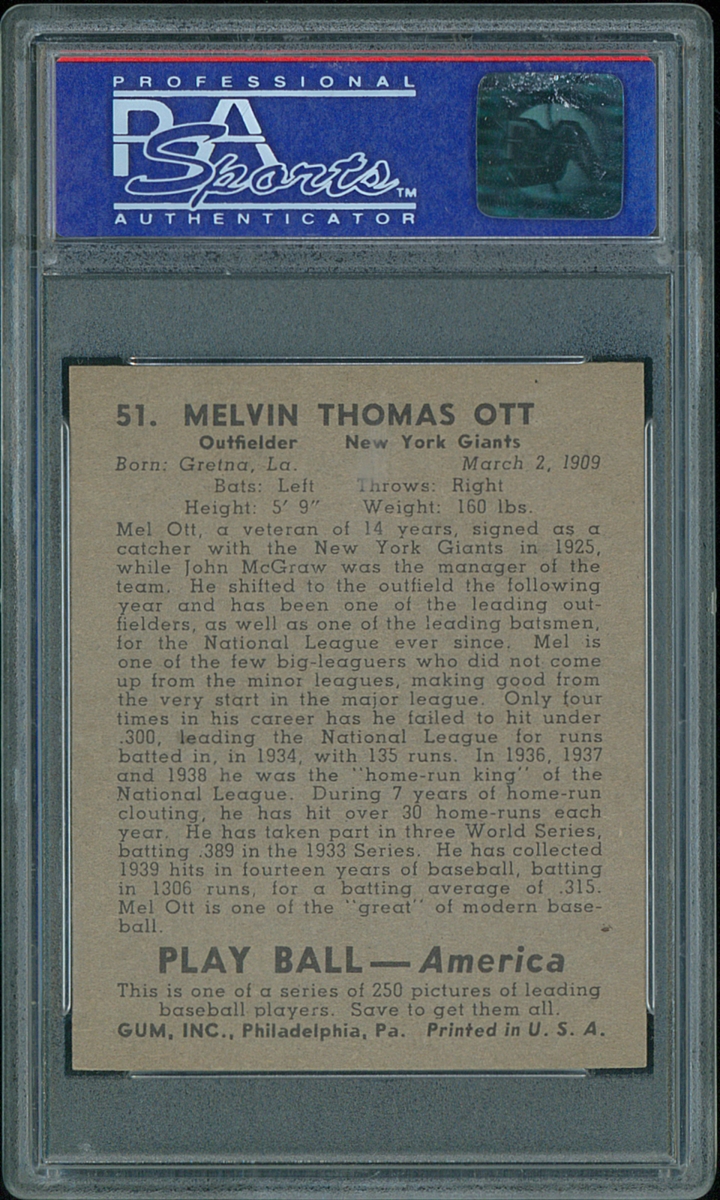 PROFESSIONAL
PSA
Sports™
AUTHENTICATOR
51. MELVIN THOMAS OTT
Outfielder New York Giants
Born: Gretna, La. March 2, 1909
Bats: Left Throws: Right
Height: 5' 9" Weight: 160 lbs.
Mel Ott, a veteran of 14 years, signed as a
catcher with the New York Giants in 1925,
while John McGraw was the manager of the
team. He shifted to the outfield the following
year and has been one of the leading out-
fielders, as well as one of the leading batsmen,
for the National League ever since. Mel is
one of the few big-leaguers who did not come
up from the minor leagues, making good from
the very start in the major league. Only four
times in his career has he failed to hit under
.300, leading the National League for runs
batted in, in 1934, with 135 runs. In 1936, 1937
and 1938 he was the "home-run king" of the
National League. During 7 years of home-run
clouting, he has hit over 30 home-runs each
year. He has taken part in three World Series,
batting .389 in the 1933 Series. He has collected
1939 hits in fourteen years of baseball, batting
in 1306 runs, for a batting average of .315.
Mel Ott is one of the "great" of modern base-
ball.
PLAY BALL — America
This is one of a series of 250 pictures of leading
baseball players. Save to get them all.
GUM, INC., Philadelphia, Pa. Printed in U. S. A.